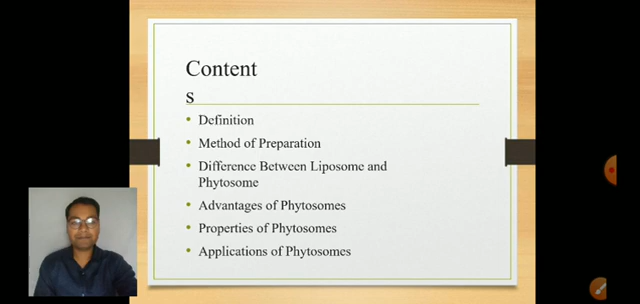 Content
s
Definition
Method of Preparation
Difference Between Liposome and
Phytosome
Advantages of Phytosomes
Properties of Phytosomes
Applications of Phytosomes